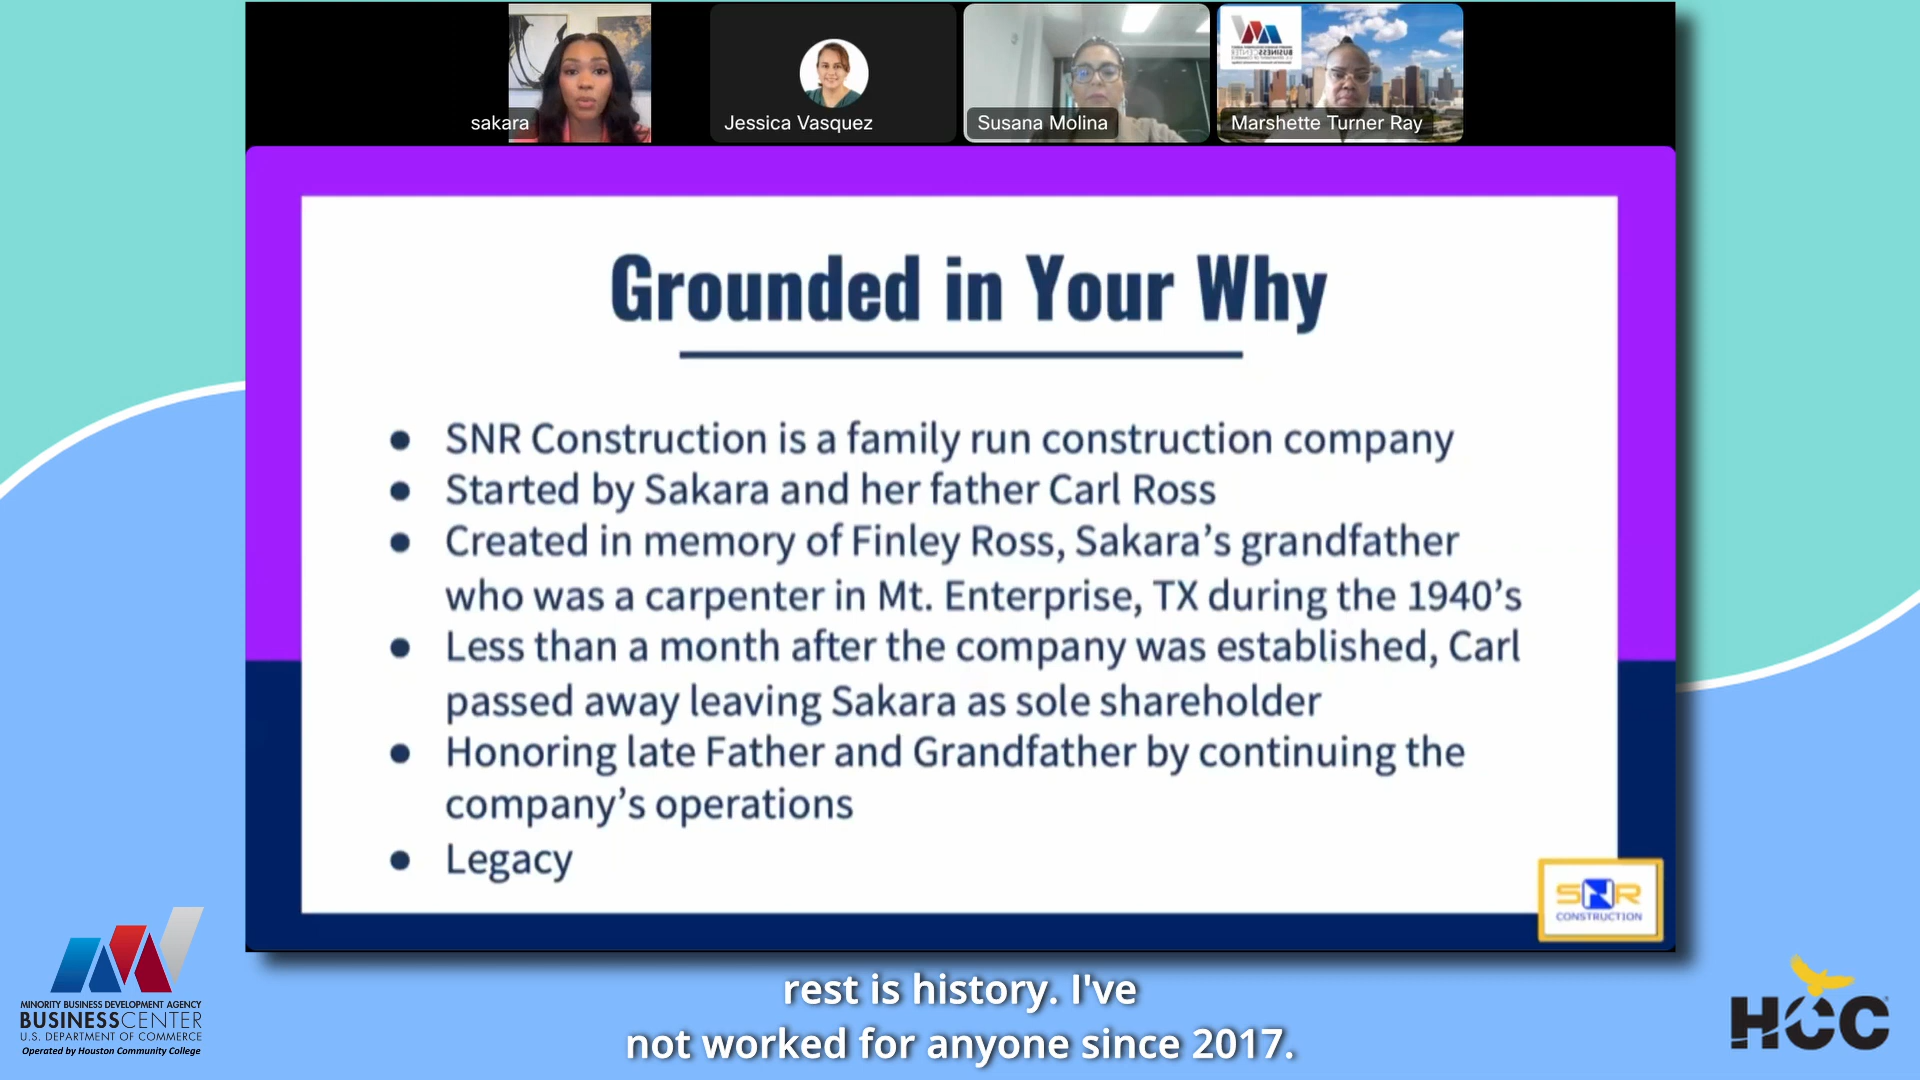 sakara
Jessica Vasquez
Susana Molina
Marshette Turner Ray
Grounded in Your Why
● SNR Construction is a family run construction company
● Started by Sakara and her father Carl Ross
● Created in memory of Finley Ross, Sakara’s grandfather
who was a carpenter in Mt. Enterprise, TX during the 1940’s
● Less than a month after the company was established, Carl
passed away leaving Sakara as sole shareholder
● Honoring late Father and Grandfather by continuing the
company’s operations
● Legacy
SNR
CONSTRUCTION
MINORITY BUSINESS DEVELOPMENT AGENCY
BUSINESSCENTER
U.S. DEPARTMENT OF COMMERCE
Operated by Houston Community College
rest is history. I've
not worked for anyone since 2017.
HCC